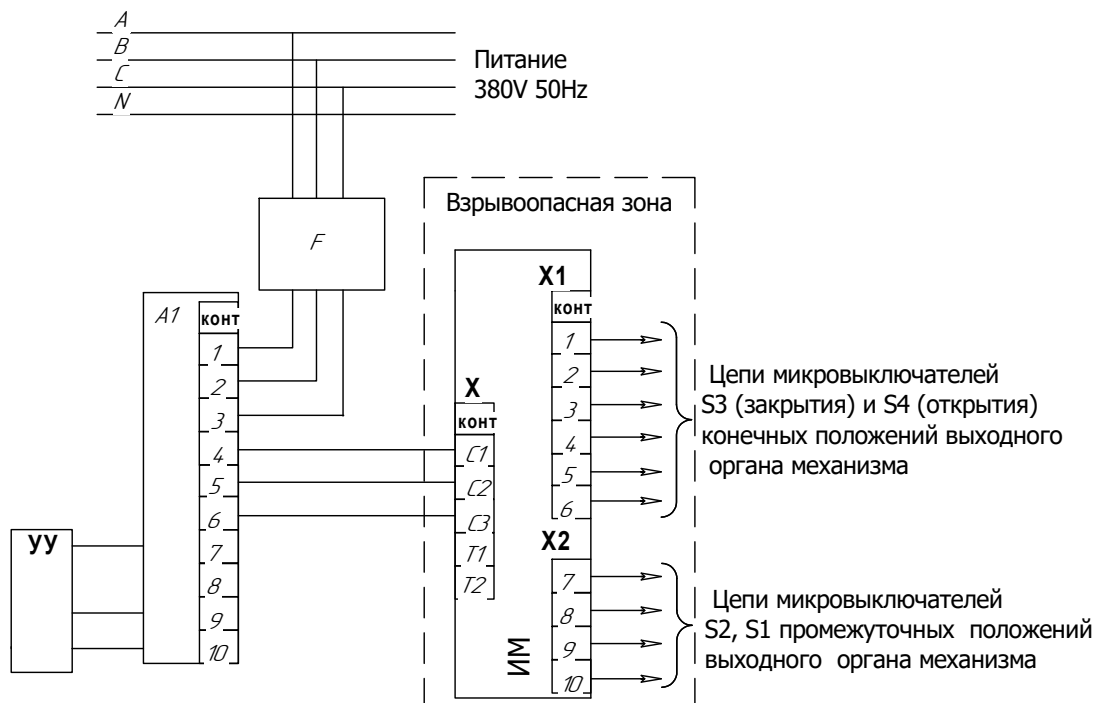 A
B
C
N
Питание
380V 50Hz
Взрывоопасная зона
F
A1
конт
1
2
3
4
5
6
7
8
9
10
УУ
X
конт
C1
C2
C3
T1
T2
X1
конт
1
2
3
4
5
6
X2
7
8
9
10
ИМ
Цепи микровыключателей
S3 (закрытия) и S4 (открытия)
конечных положений выходного
органа механизма
Цепи микровыключателей
S2, S1 промежуточных положений
выходного органа механизма